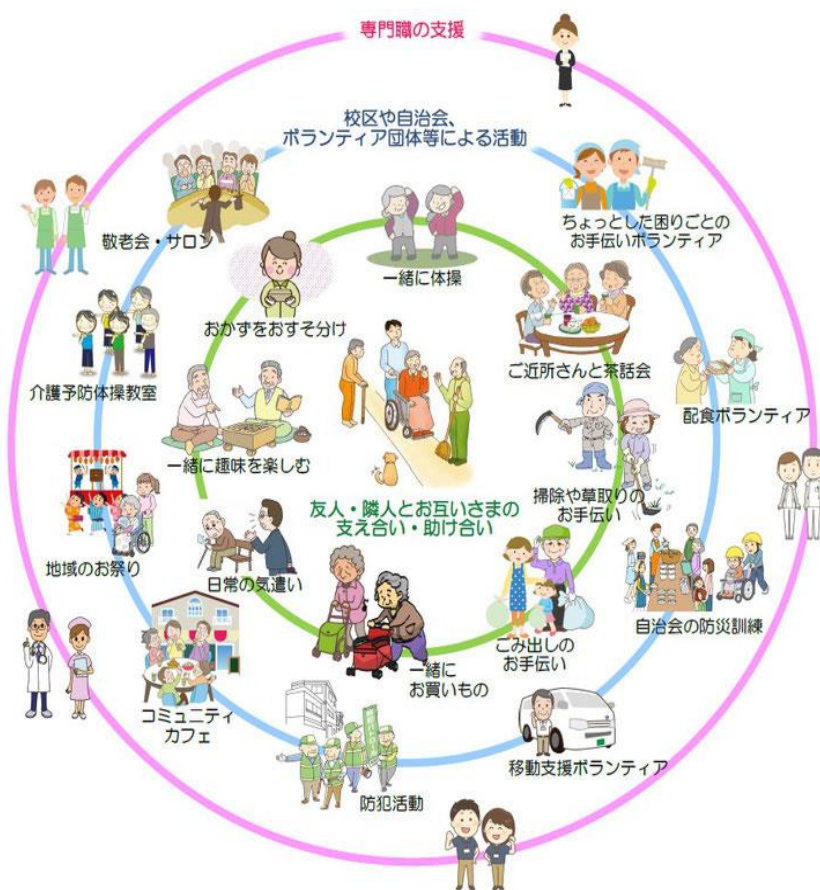 専門職の支援
校区や自治会、
ボランティア団体等による活動
ちょっとした困りごとの
お手伝いボランティア
敬老会・サロン
一緒に体操
おかずをおすそ分け
ご近所さんと茶話会
介護予防体操教室
配食ボランティア
一緒に趣味を楽しむ
掃除や草取りの
お手伝い
友人・隣人とお互いさまの
支え合い・助け合い
地域のお祭り
日常の気遣い
自治会の防災訓練
ごみ出しの
お手伝い
一緒に
お買いもの
コミュニティ
カフェ
移動支援ボランティア
防犯活動